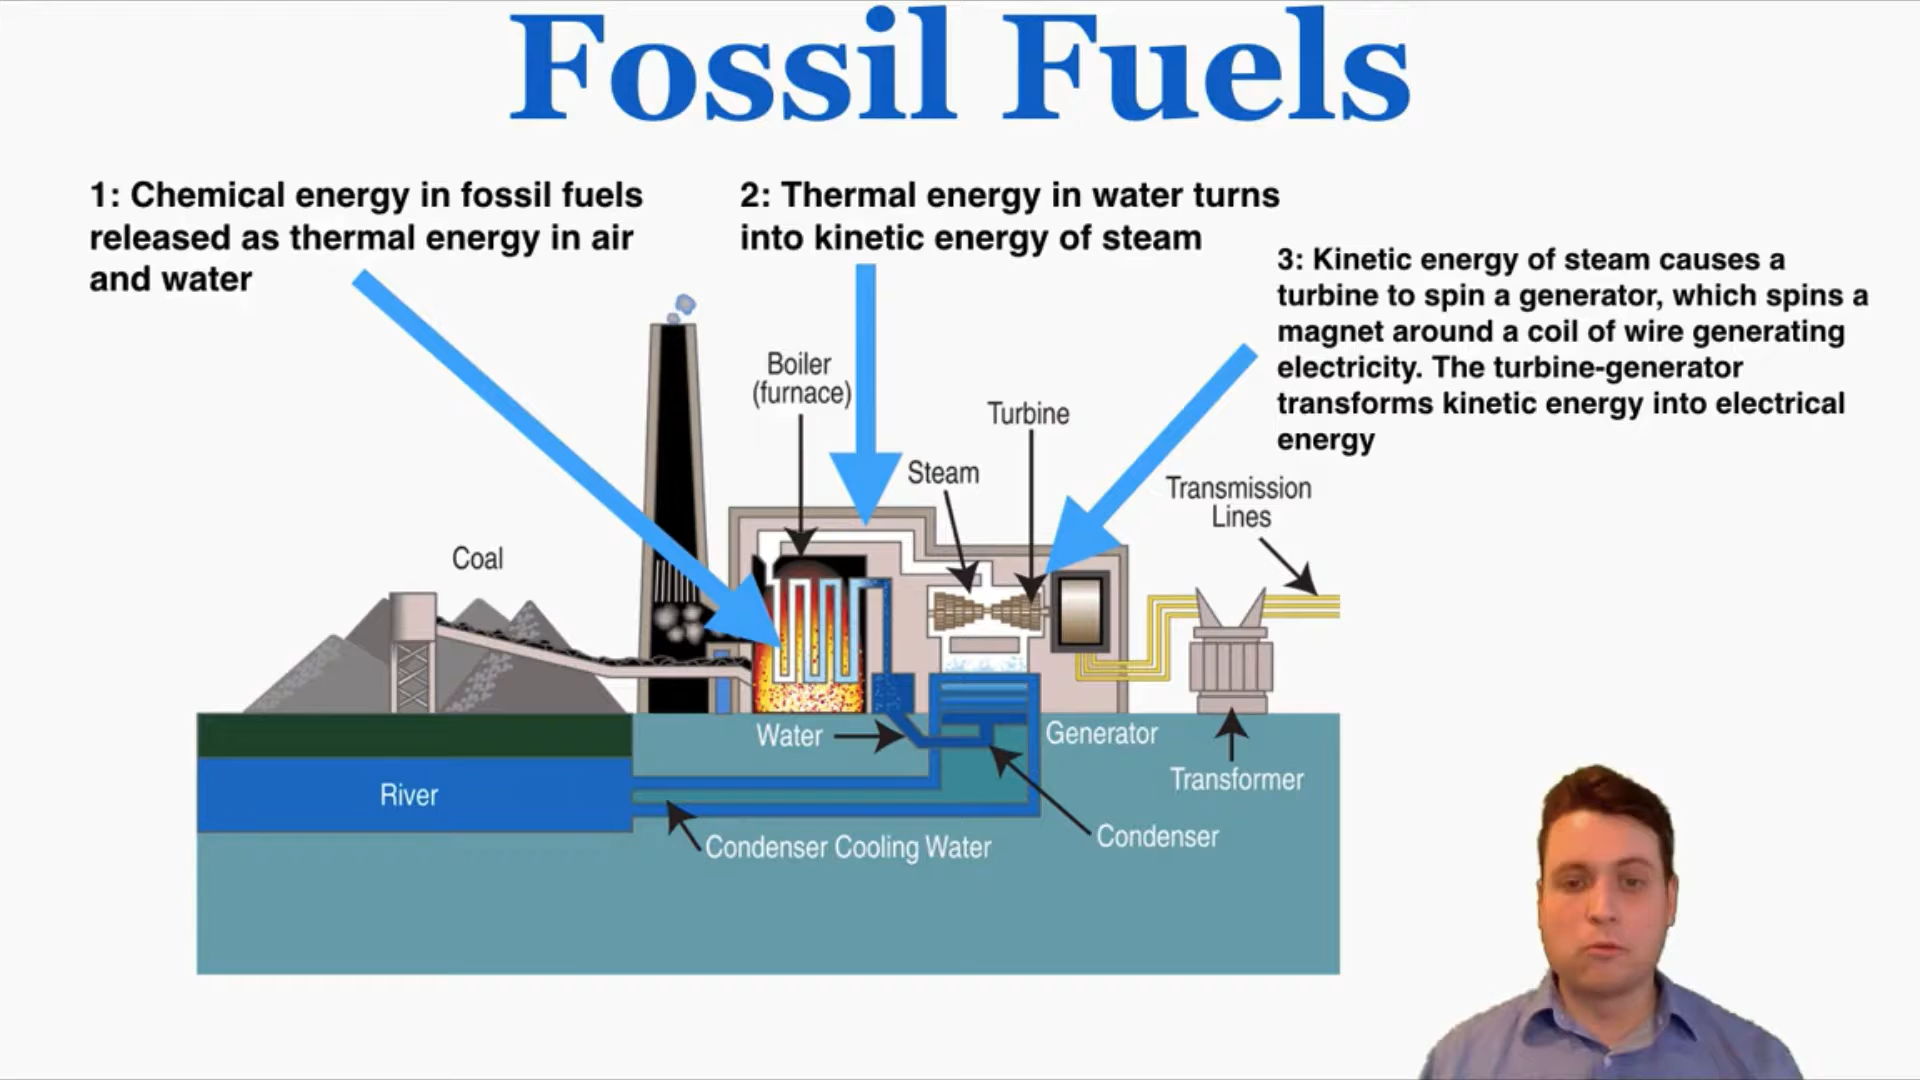 Fossil Fuels
1: Chemical energy in fossil fuels
released as thermal energy in air
and water
2: Thermal energy in water turns
into kinetic energy of steam
3: Kinetic energy of steam causes a
turbine to spin a generator, which spins a
magnet around a coil of wire generating
electricity. The turbine-generator
transforms kinetic energy into electrical
energy
Boiler
(furnace)
Turbine
Steam
Transmission
Lines
Coal
Water
Generator
Transformer
River
Condenser
Condenser Cooling Water